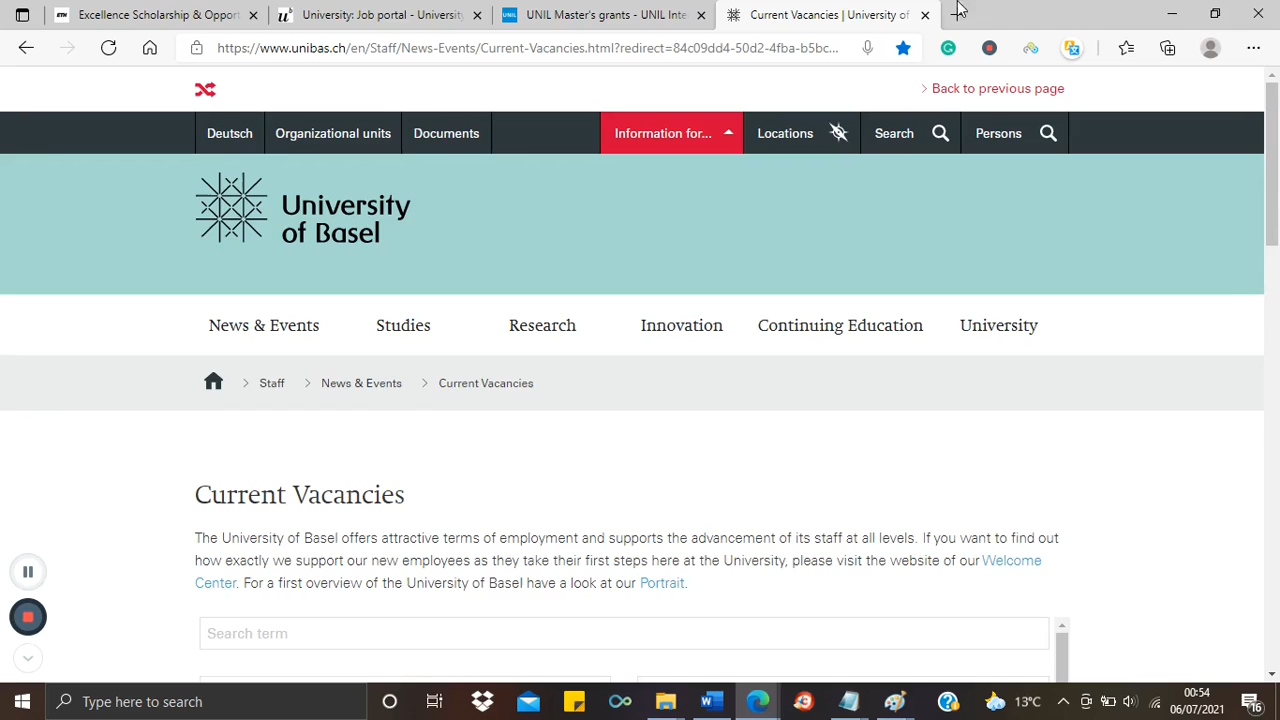 ETH Excellence Scholarship & Oppor
University: Job portal - Universit
UNIL UNIL Master's grants - UNIL Inte
Current Vacancies | University of
https://www.unibas.ch/en/Staff/News-Events/Current-Vacancies.html?redirect=84c09dd4-50d2-4fba-b5bc...
Back to previous page
Deutsch Organizational units Documents Information for... Locations Search Persons
University
of Basel
News & Events Studies Research Innovation Continuing Education University
Staff News & Events Current Vacancies
Current Vacancies
The University of Basel offers attractive terms of employment and supports the advancement of its staff at all levels. If you want to find out
how exactly we support our new employees as they take their first steps here at the University, please visit the website of our Welcome
Center. For a first overview of the University of Basel have a look at our Portrait.
Search term
Type here to search
13°C
00:54
06/07/2021
16